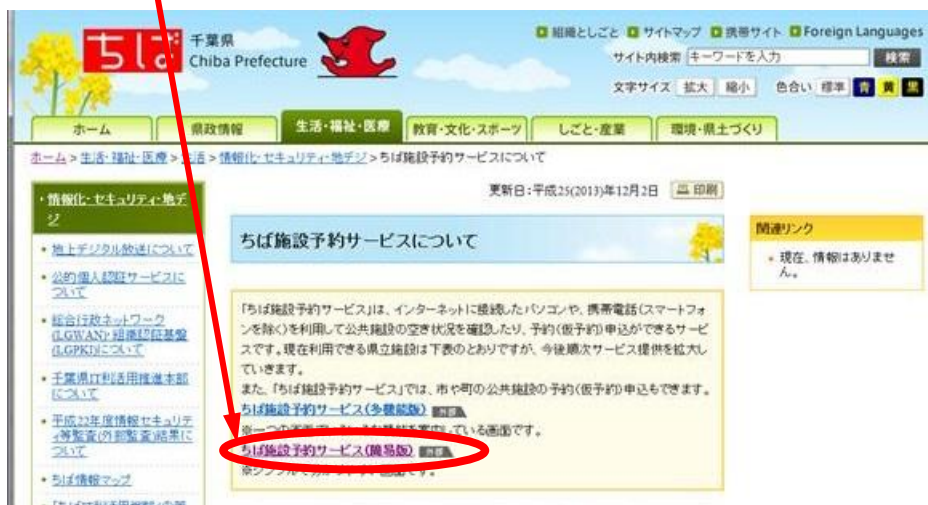 ちば
千葉県
Chiba Prefecture
組織としごと サイトマップ 携帯サイト Foreign Languages
サイト内検索 キーワードを入力 検索
文字サイズ 拡大 縮小 色合い 標準 青 黄 黒
ホーム 県政情報 生活・福祉・医療 教育・文化・スポーツ しごと・産業 環境・県土づくり
ホーム > 生活・福祉・医療 > 生活 > 情報化・セキュリティ・地デジ > ちば施設予約サービスについて
更新日:平成25(2013)年12月2日 印刷
・情報化・セキュリティ・地デジ
・地上デジタル放送について
・公的個人認証サービスについて
・総合行政ネットワーク
(LGWAN)・組織認証基盤
(LGPKI)について
・千葉県IT利活用推進本部
について
・平成22年度情報セキュリテ
ィ等監査(外部監査)結果に
ついて
・ちば情報マップ
ちば施設予約サービスについて
「ちば施設予約サービス」は、インターネットに接続したパソコンや、携帯電話(スマートフォ
ンを除く)を利用して公共施設の空き状況を確認したり、予約(仮予約)申込ができるサービ
スです。現在利用できる県立施設は下表のとおりですが、今後順次サービス提供を拡大し
ていきます。
また、「ちば施設予約サービス」では、市や町の公共施設の予約(仮予約)申込もできます。
ちば施設予約サービス(多機能版) 外部
※一つの画面で
している画面です。
ちば施設予約サービス(簡易版) 外部
※シンプルで
画面です。
関連リンク
・現在、情報はありませ
ん。